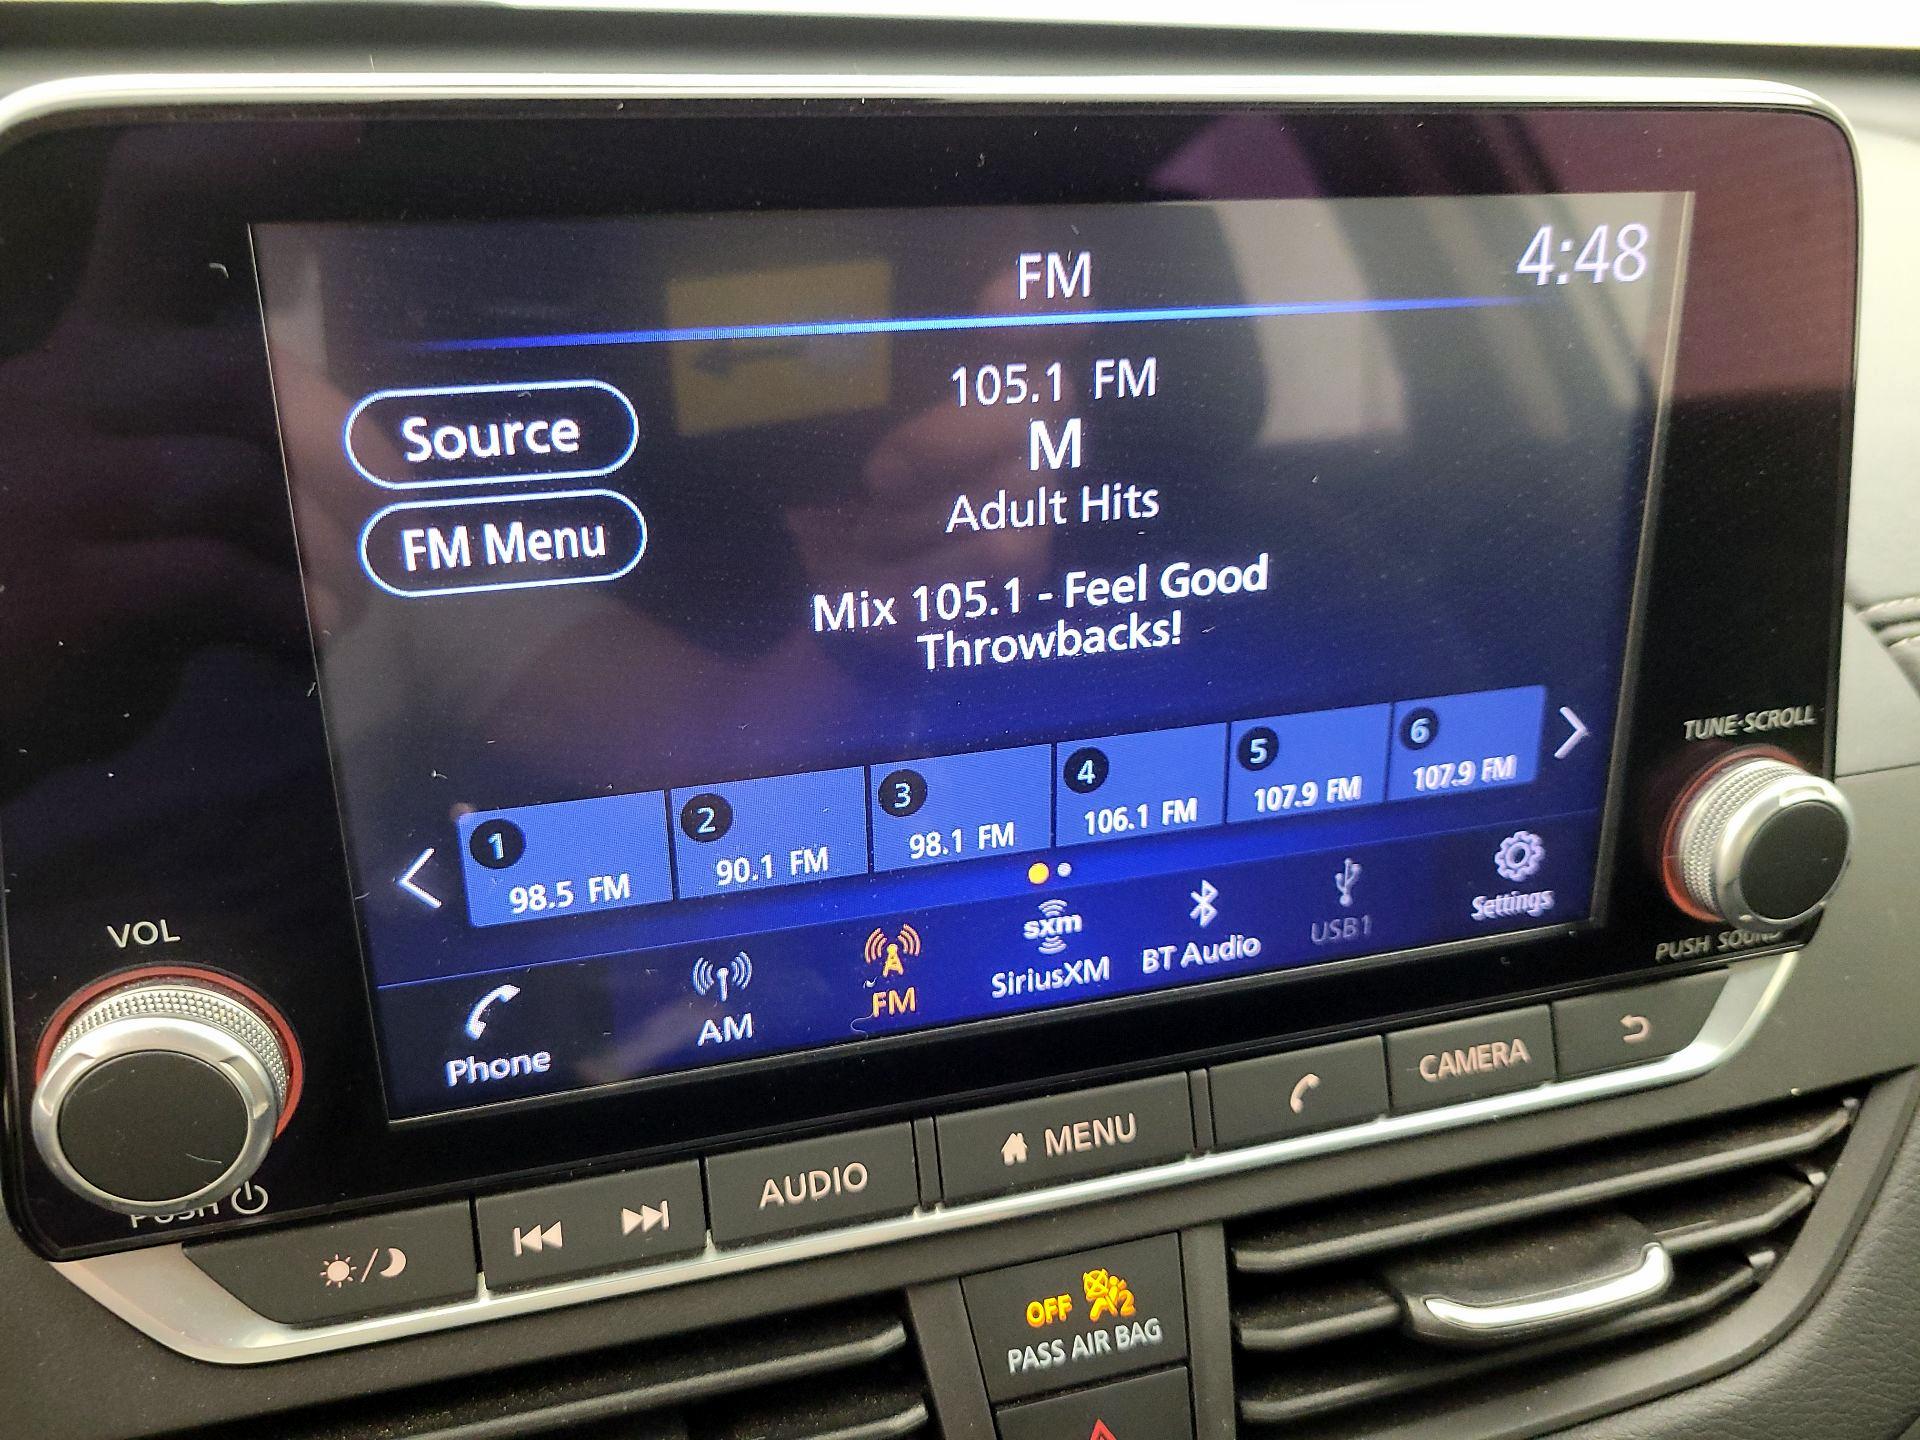 FM
4:48
105.1 FM
M
Adult Hits
Mix 105.1 - Feel Good
Throwbacks!
Source
FM Menu
1
98.5 FM
2
90.1 FM
3
98.1 FM
4
106.1 FM
5
107.9 FM
6
107.9 FM
Phone
AM
FM
sxm
SiriusXM
BT Audio
USB1
Settings
VOL
PUSH
TUNE·SCROLL
PUSH SOUND
AUDIO
MENU
CAMERA
OFF
2
PASS AIR BAG